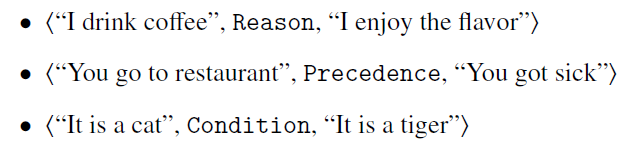 • ⟨“I drink coffee”, Reason, “I enjoy the flavor”⟩
• ⟨“You go to restaurant”, Precedence, “You got sick”⟩
• ⟨“It is a cat”, Condition, “It is a tiger”⟩